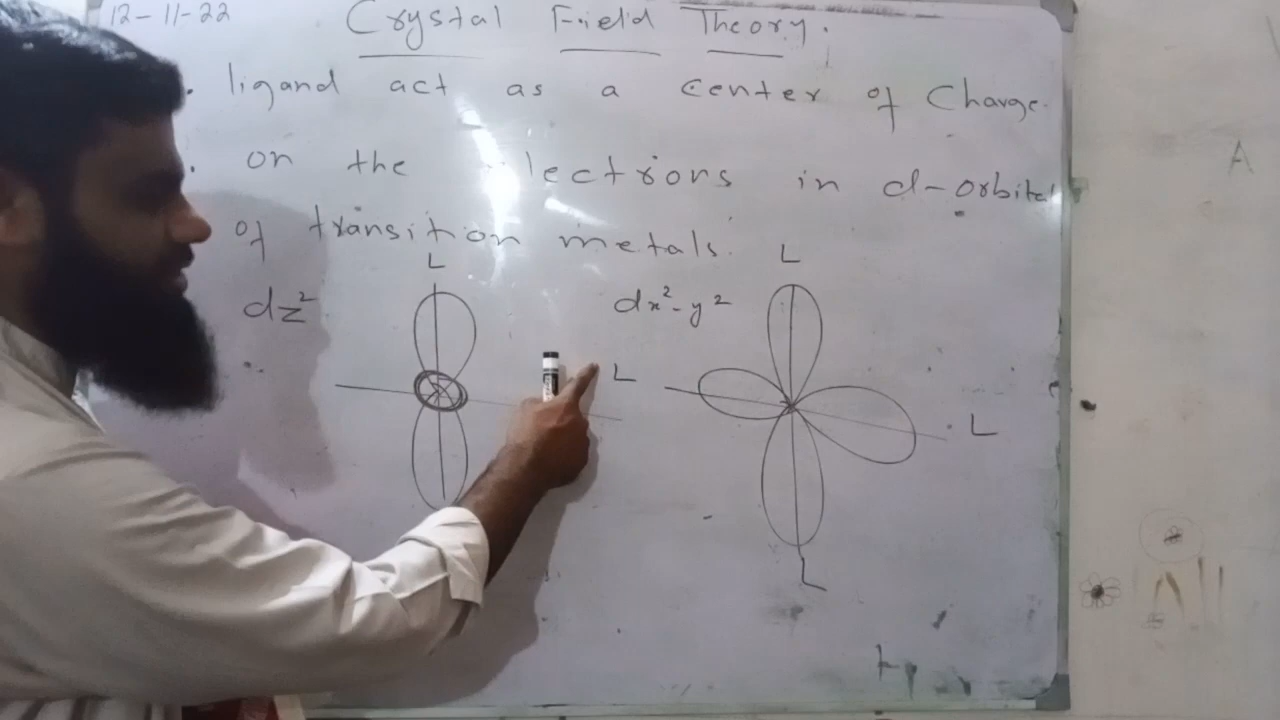 12-11-22 Crystal Field Theory.
. ligand act as a center of Charge.
. on the lectrons in d-orbital
of transition metals.
L L
dz² dx²-y²
L
L
L
A